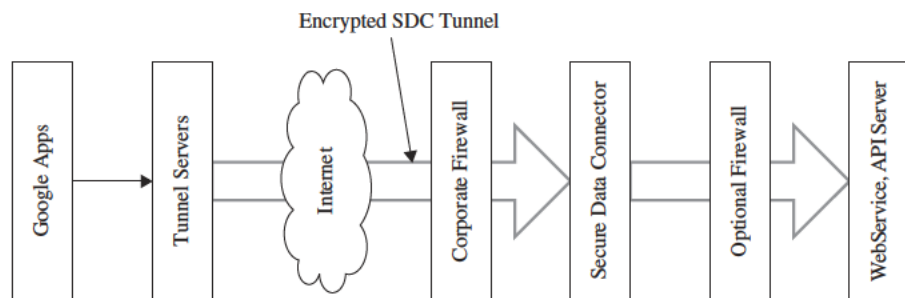 Encrypted SDC Tunnel
Google Apps
Tunnel Servers
Internet
Corporate Firewall
Secure Data Connector
Optional Firewall
WebService, API Server